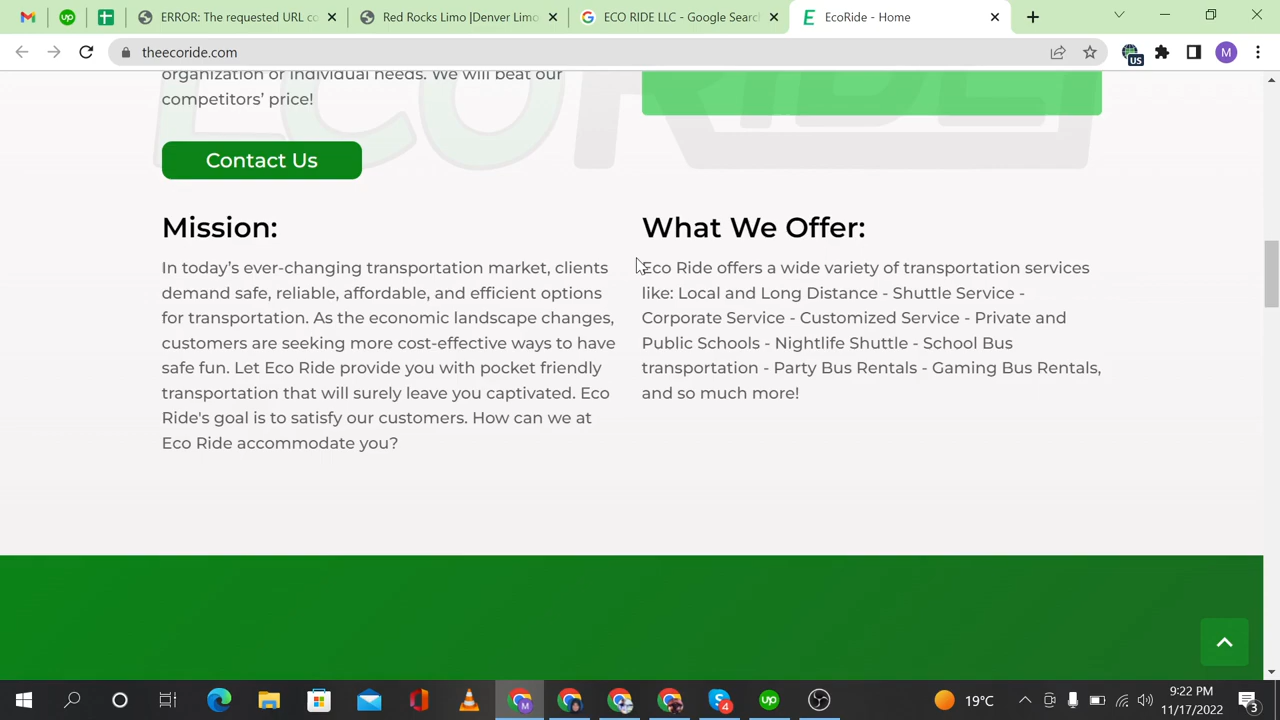 ERROR: The requested URL co
Red Rocks Limo |Denver Limo
ECO RIDE LLC - Google Search
EcoRide - Home
theecoride.com
US
M
organization or individual needs. We will beat our
competitors’ price!
ECORIDE
Contact Us
Mission:
In today’s ever-changing transportation market, clients
demand safe, reliable, affordable, and efficient options
for transportation. As the economic landscape changes,
customers are seeking more cost-effective ways to have
safe fun. Let Eco Ride provide you with pocket friendly
transportation that will surely leave you captivated. Eco
Ride's goal is to satisfy our customers. How can we at
Eco Ride accommodate you?
What We Offer:
Eco Ride offers a wide variety of transportation services
like: Local and Long Distance - Shuttle Service -
Corporate Service - Customized Service - Private and
Public Schools - Nightlife Shuttle - School Bus
transportation - Party Bus Rentals - Gaming Bus Rentals,
and so much more!
19°C
9:22 PM
11/17/2022
3